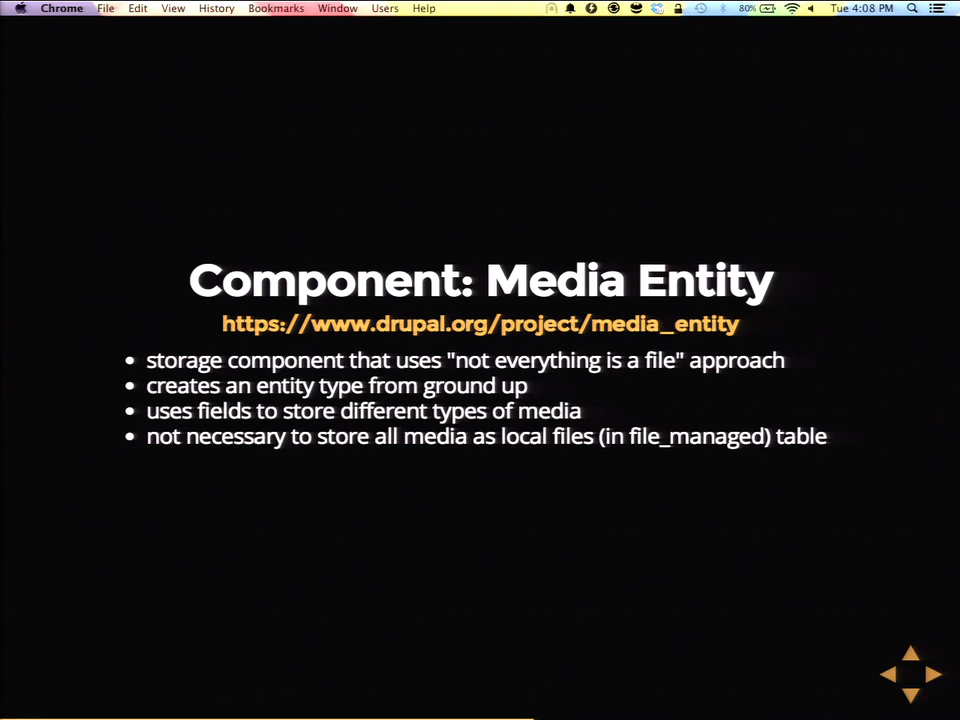 Chrome File Edit View History Bookmarks Window Users Help 80% Tue 4:08 PM
Component: Media Entity
https://www.drupal.org/project/media_entity
storage component that uses "not everything is a file" approach
creates an entity type from ground up
uses fields to store different types of media
not necessary to store all media as local files (in file_managed) table